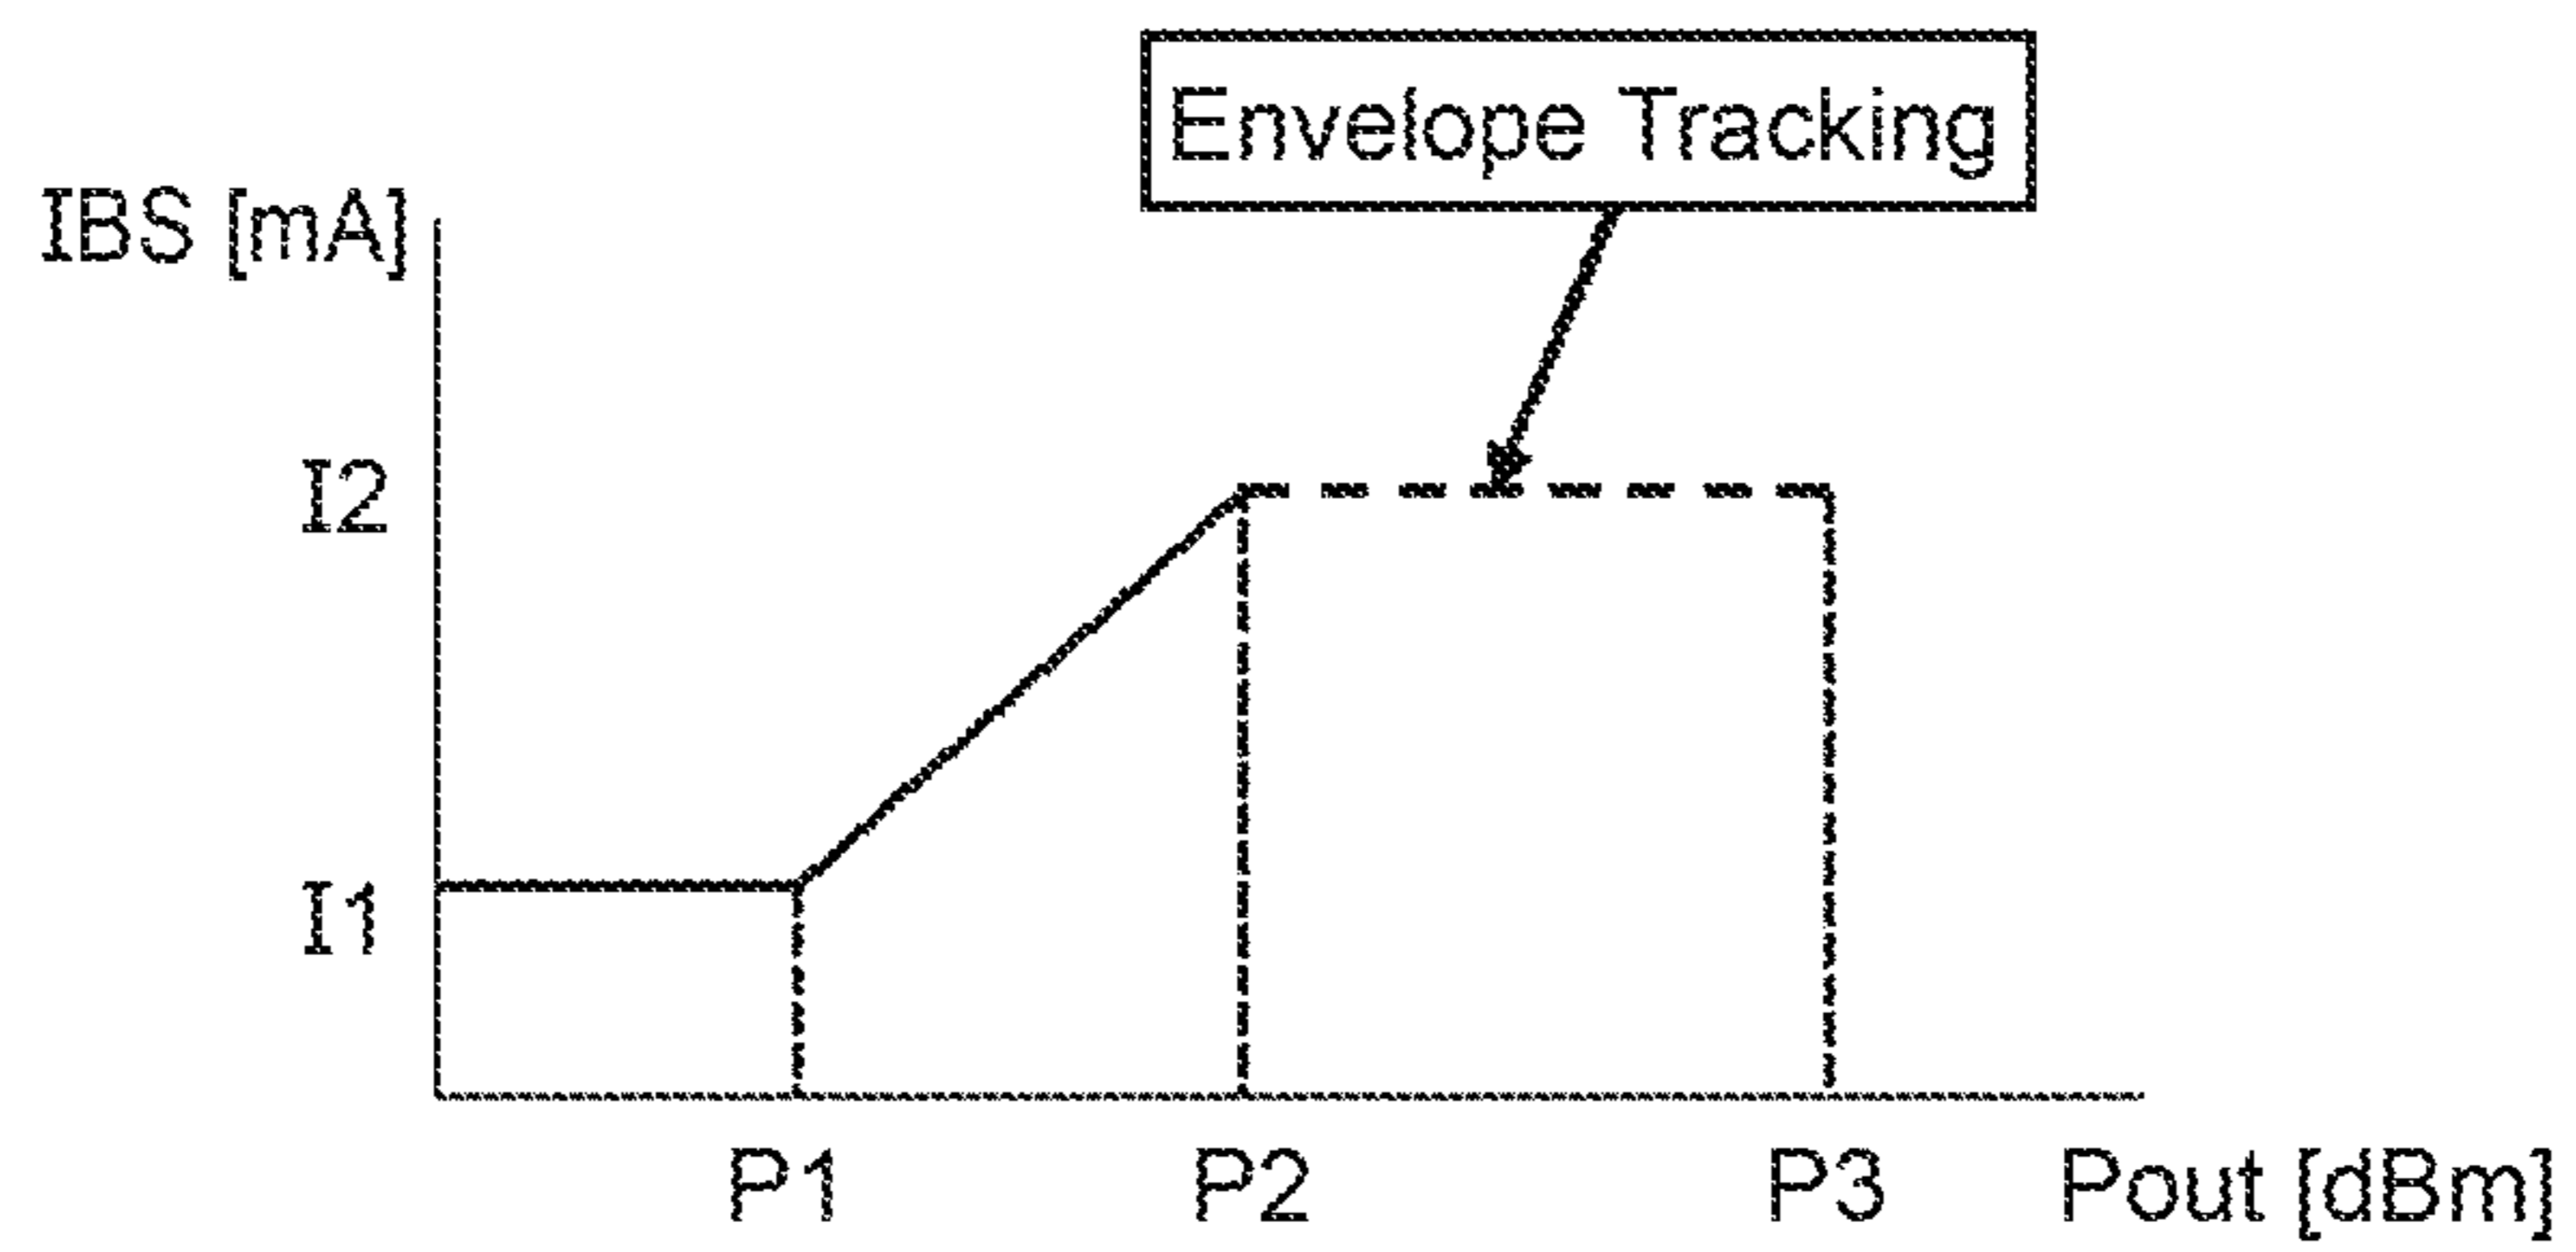 Envelope Tracking
IBS [mA]
I2
I1
P1
P2
P3
Pout [dBm]